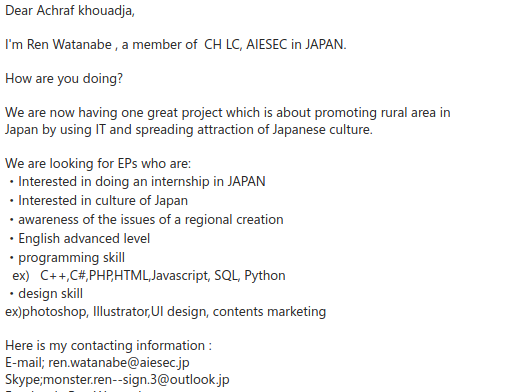 Dear Achraf khouadja,
I'm Ren Watanabe , a member of  CH LC, AIESEC in JAPAN.
How are you doing?
We are now having one great project which is about promoting rural area in
Japan by using IT and spreading attraction of Japanese culture.
We are looking for EPs who are:
・Interested in doing an internship in JAPAN
・Interested in culture of Japan
・awareness of the issues of a regional creation
・English advanced level
・programming skill
ex)   C++,C#,PHP,HTML,Javascript, SQL, Python
・design skill
ex)photoshop, Illustrator,UI design, contents marketing
Here is my contacting information :
E-mail; ren.watanabe@aiesec.jp
Skype;monster.ren--sign.3@outlook.jp